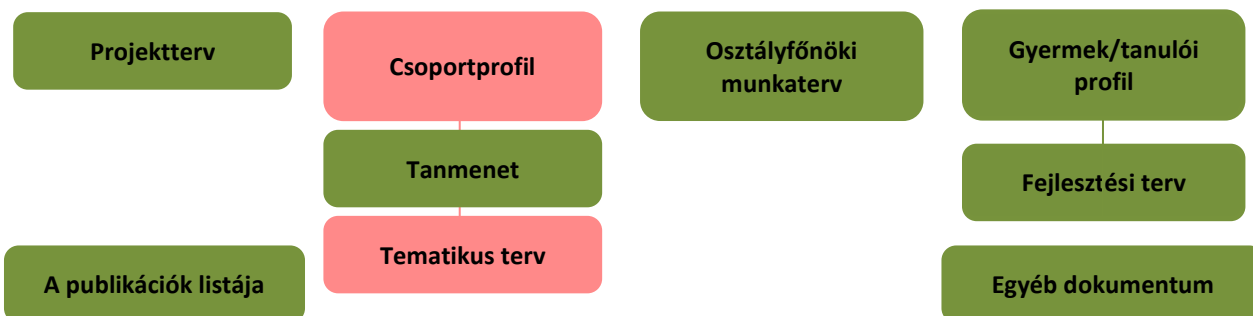 Projektterv
Csoportprofil
Osztályfőnöki
munkaterv
Gyermek/tanulói
profil
Tanmenet
Fejlesztési terv
Tematikus terv
A publikációk listája
Egyéb dokumentum